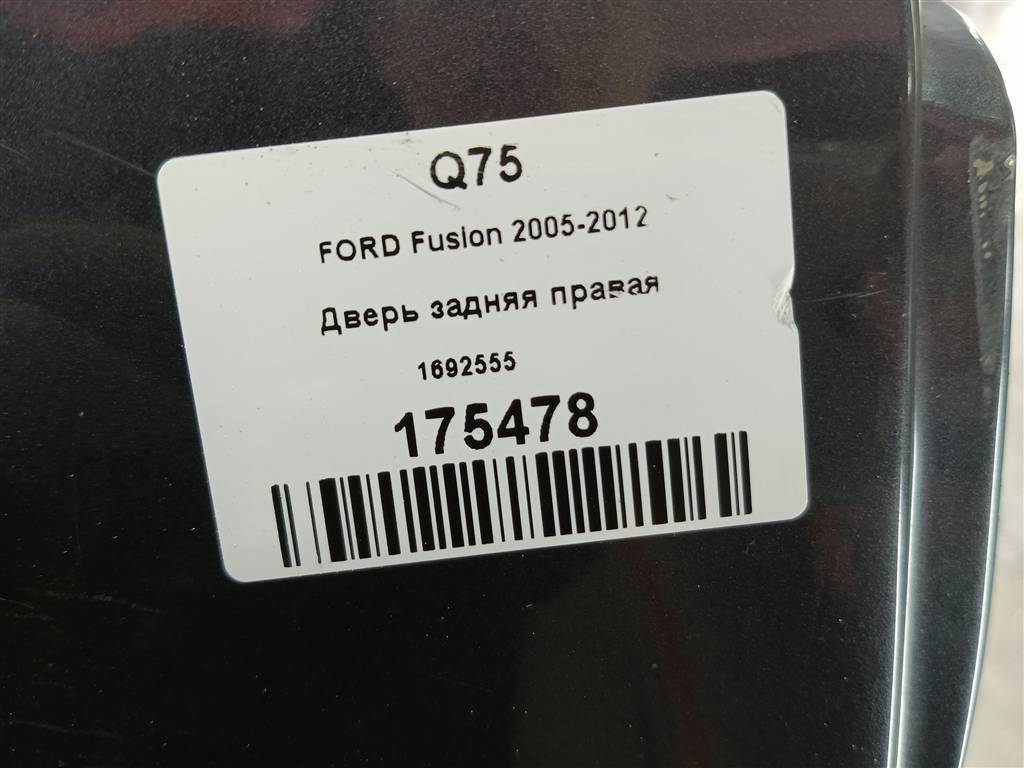 Q75
FORD Fusion 2005-2012
Дверь задняя правая
1692555
175478